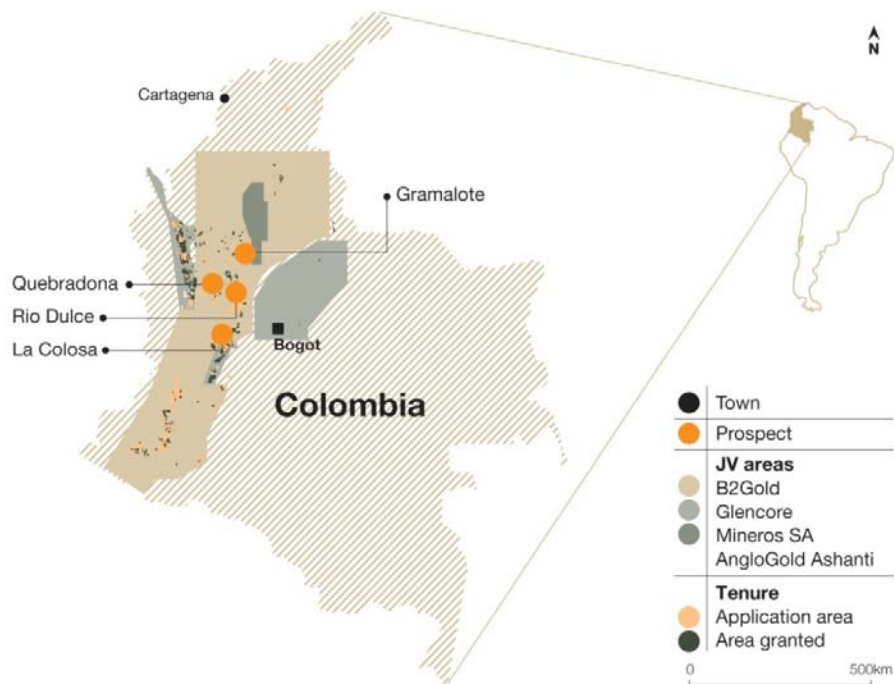 N
Cartagena
Gramalote
Quebradona
Rio Dulce
La Colosa
Bogot
Colombia
Town
Prospect
JV areas
B2Gold
Glencore
Mineros SA
AngloGold Ashanti
Tenure
Application area
Area granted
0 500km